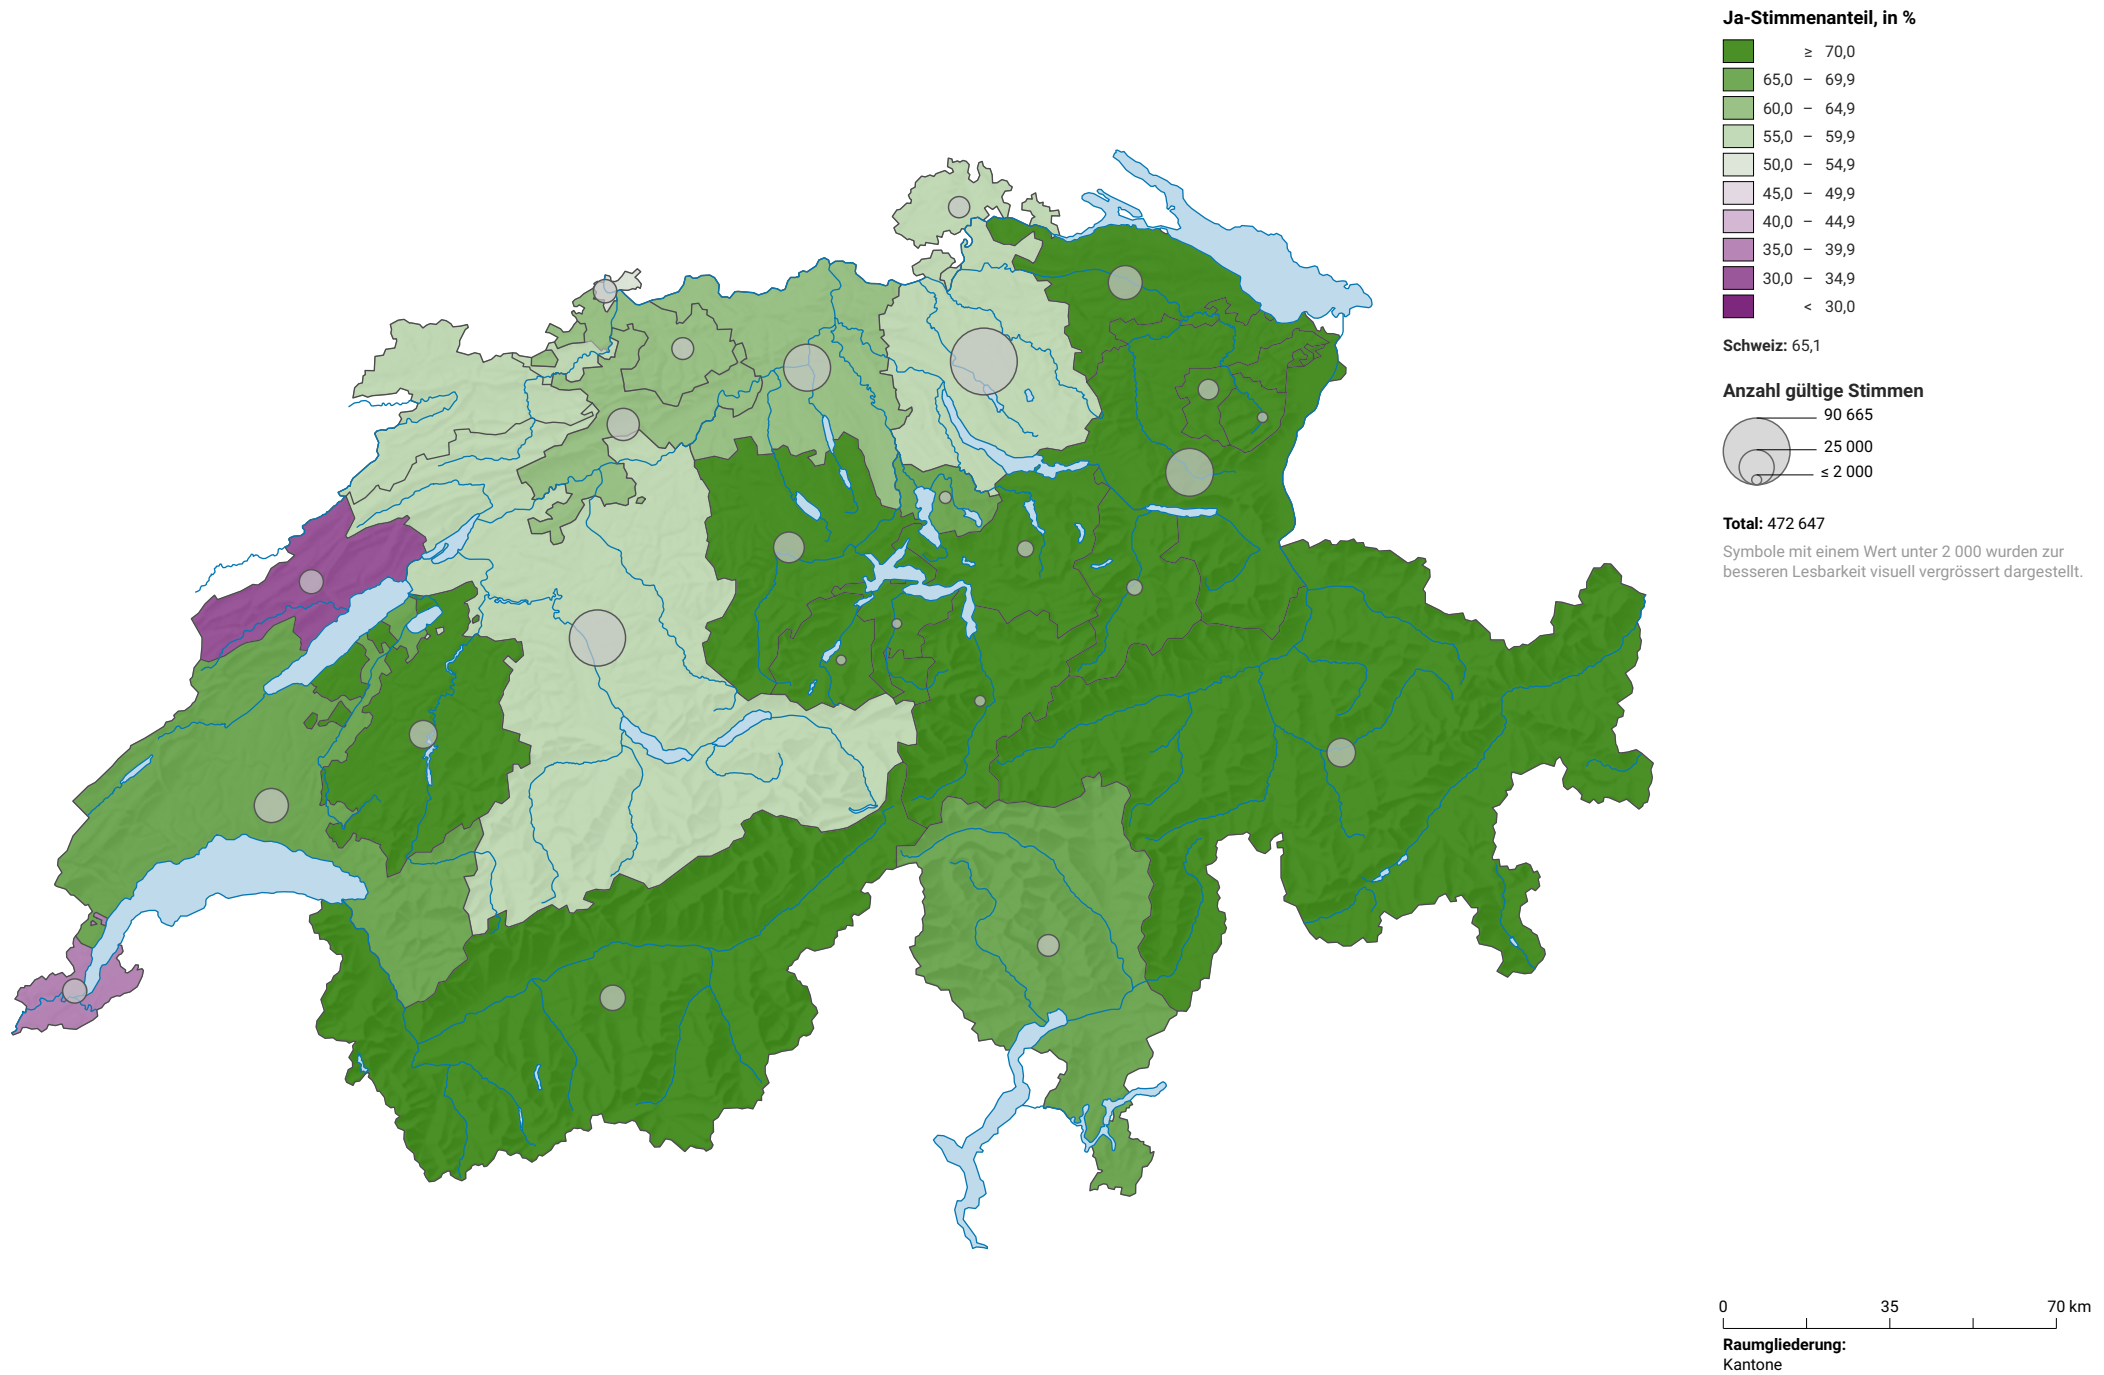 Ja-Stimmenanteil, in %
≥ 70,0
65,0 – 69,9
60,0 – 64,9
55,0 – 59,9
50,0 – 54,9
45,0 – 49,9
40,0 – 44,9
35,0 – 39,9
30,0 – 34,9
< 30,0
Schweiz: 65,1
Anzahl gültige Stimmen
90 665
25 000
≤ 2 000
Total: 472 647
Symbole mit einem Wert unter 2 000 wurden zur
besseren Lesbarkeit visuell vergrössert dargestellt.
0 35 70 km
Raumgliederung:
Kantone